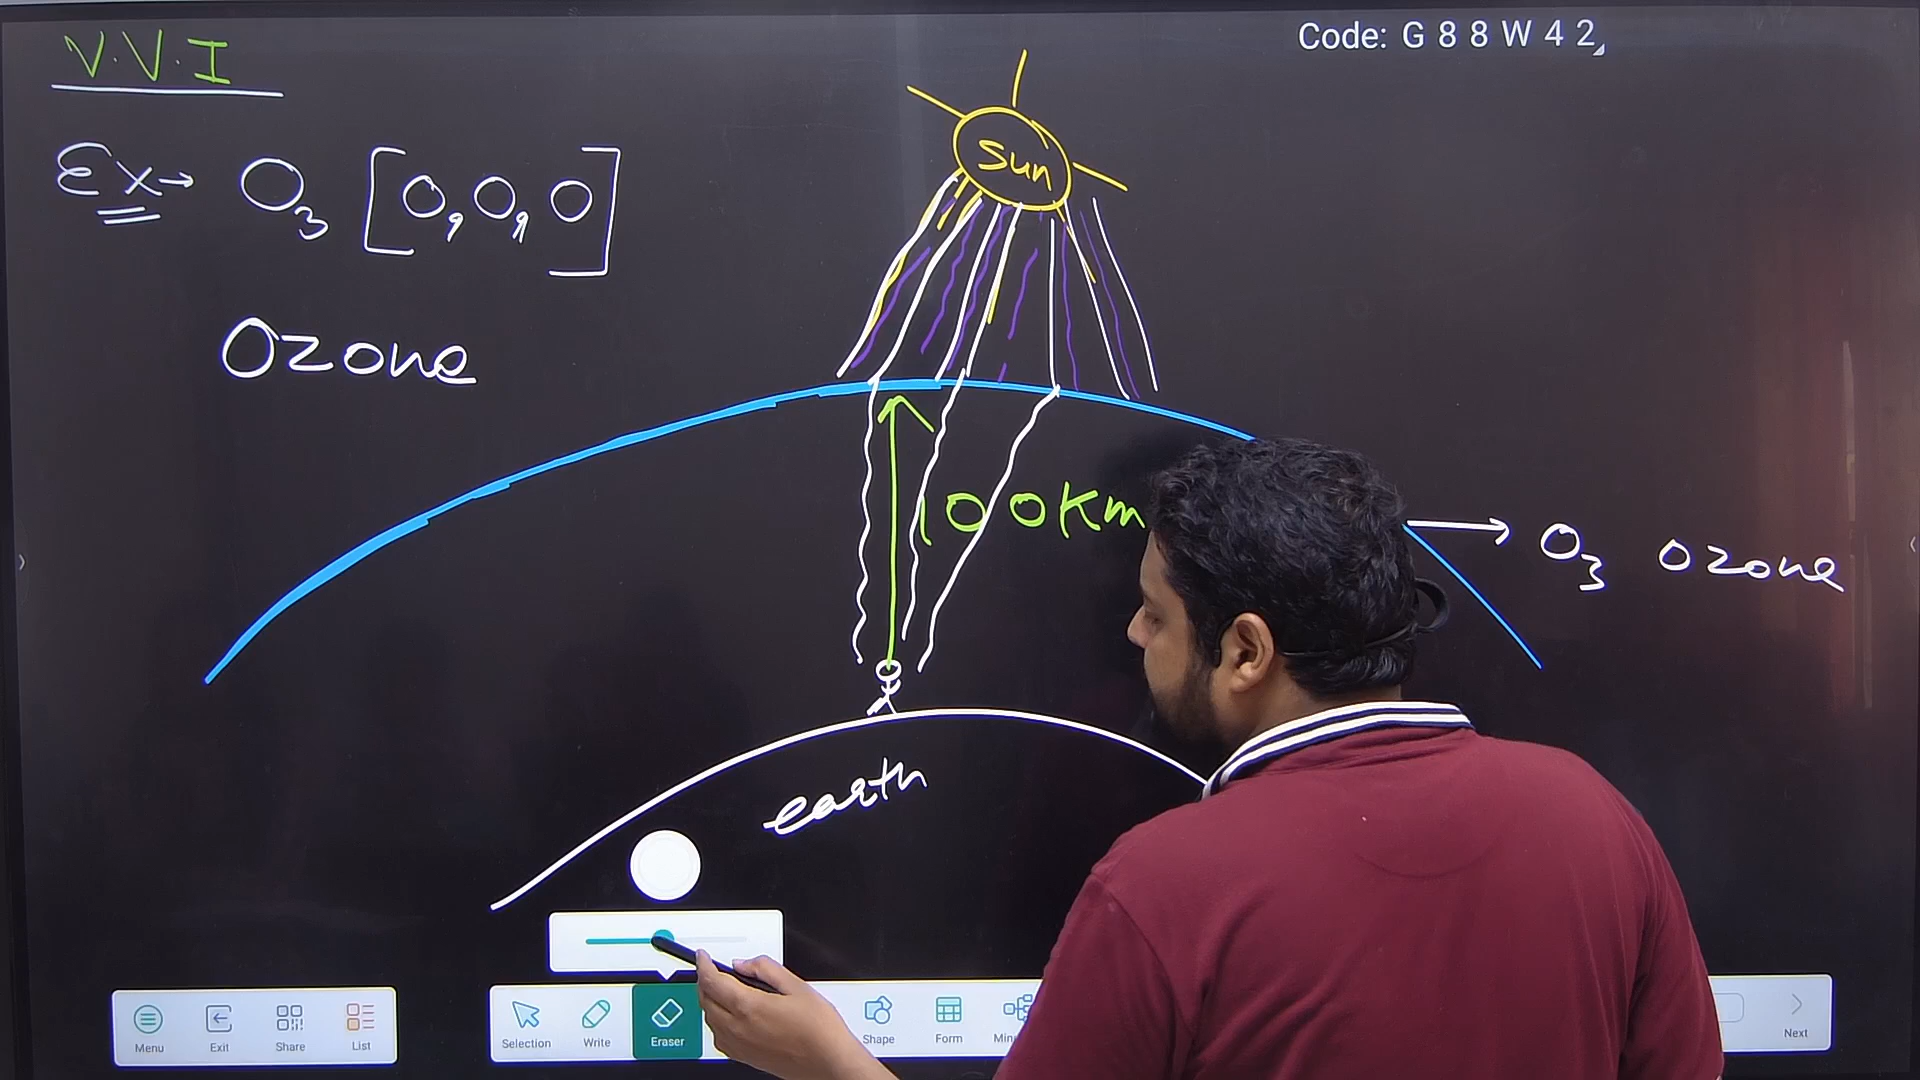 V.V.I
Code: G 8 8 W 4 2
Ex→ O3 [O, O, O]
Sun
Ozone
100Km
→ O3 Ozone
earth
Menu Exit Share List
Selection Write Eraser Shape Form
Next